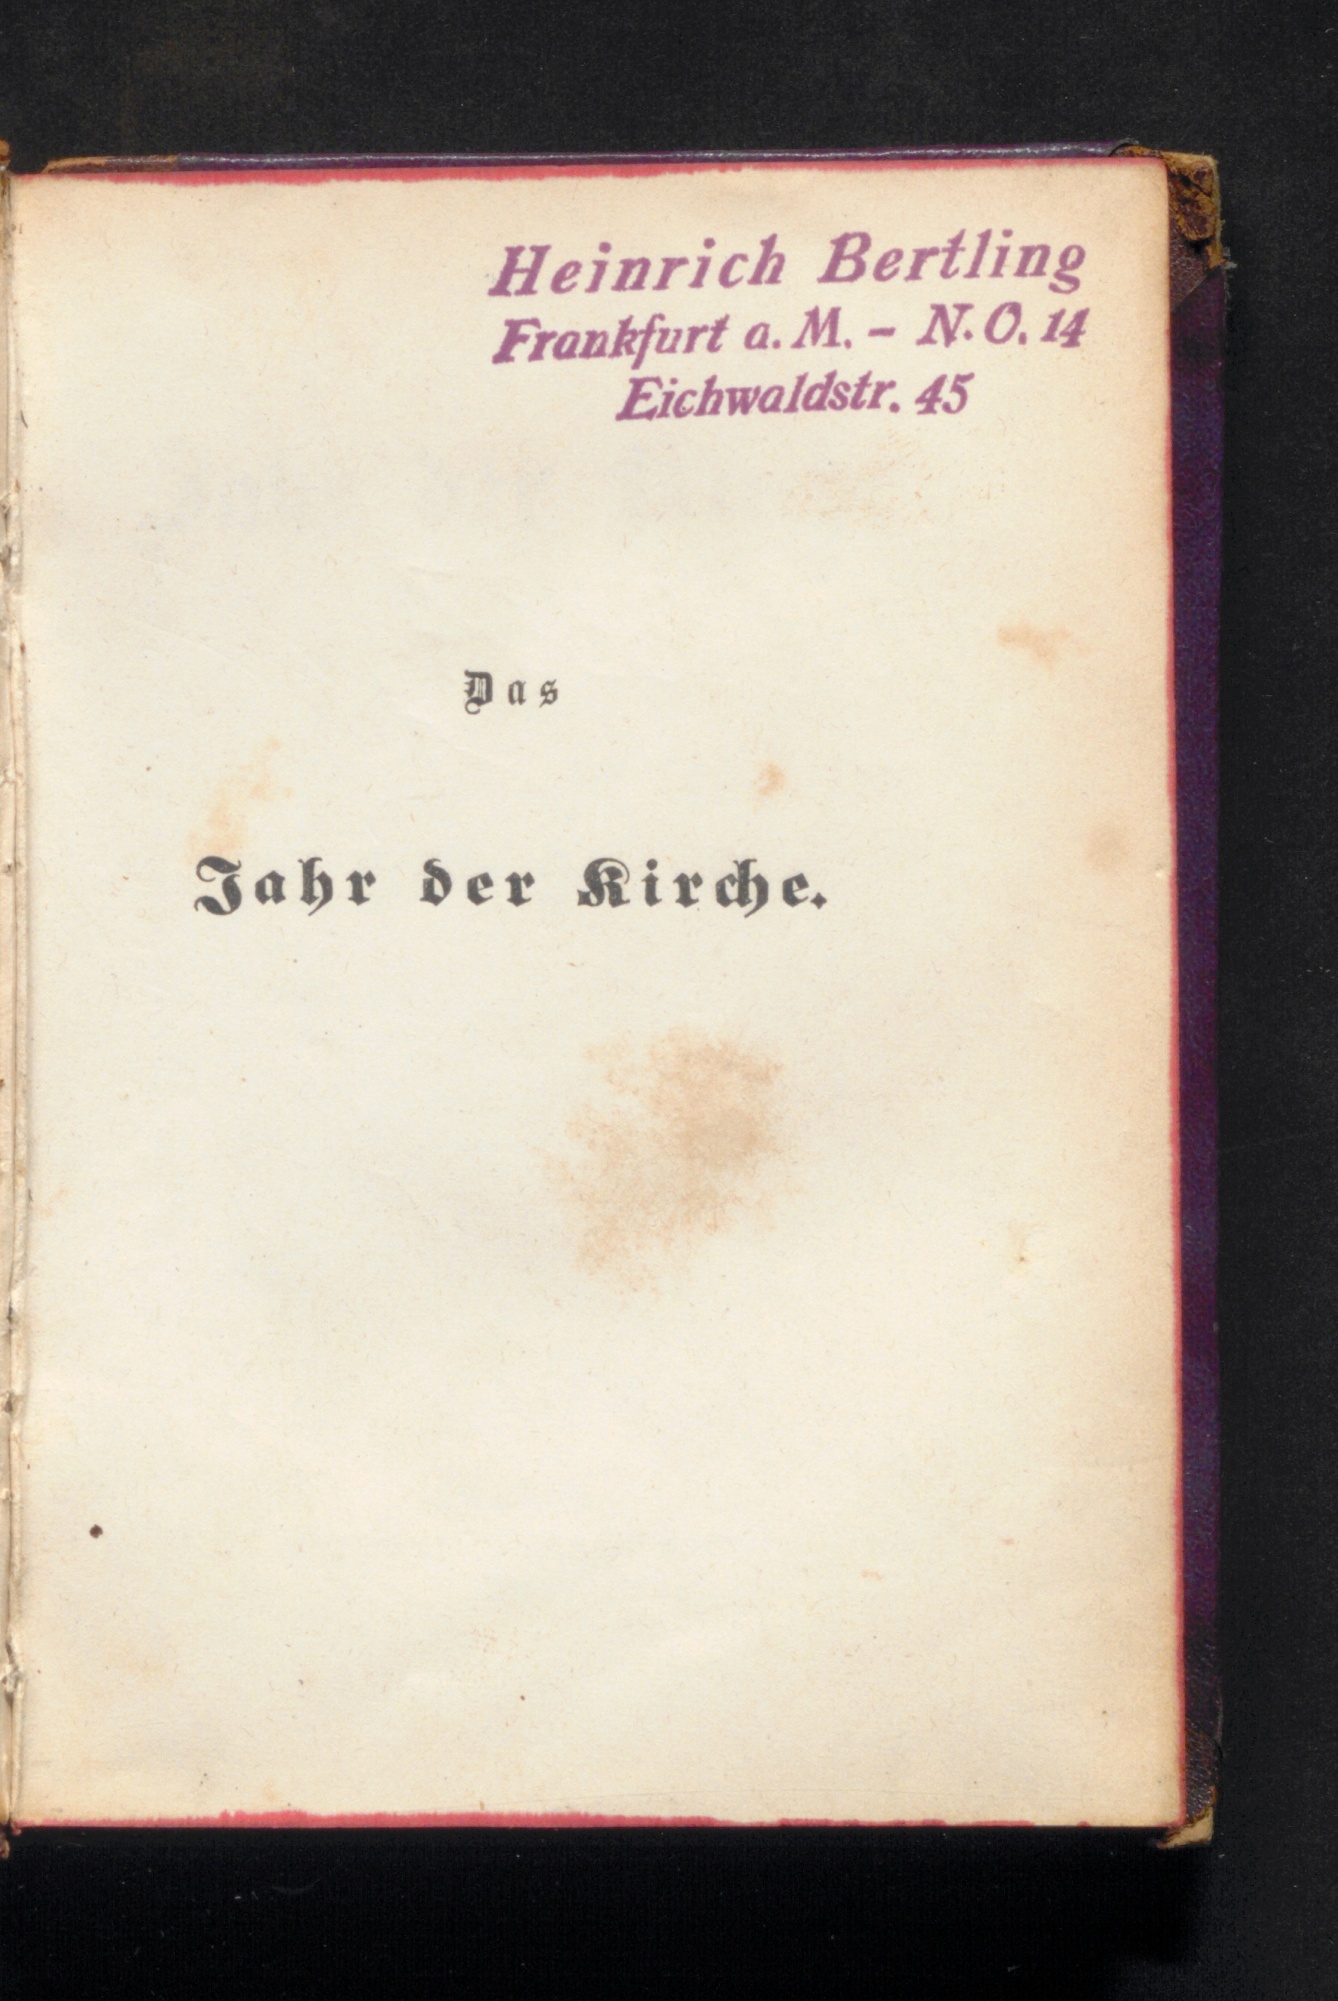 Heinrich Bertling
Frankfurt a. M. - N. O. 14
Eichwaldstr. 45
Das
Jahr der Kirche.